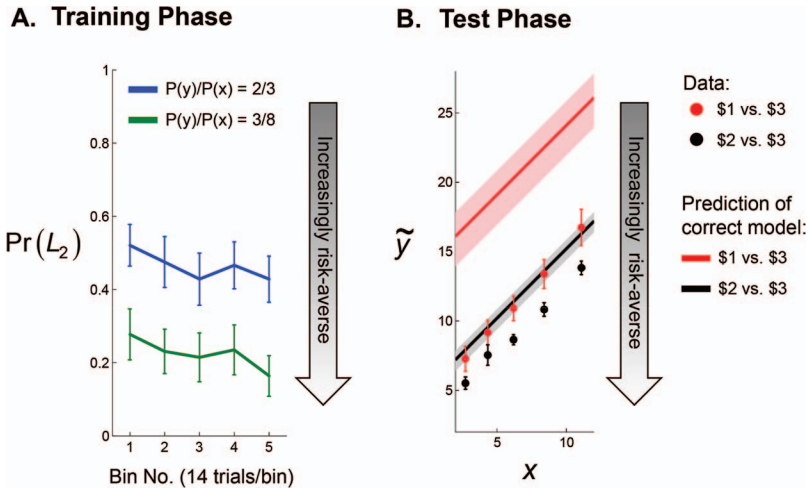 A. Training Phase
1
0.8
0.6
0.4
0.2
0
P(y)/P(x) = 2/3
P(y)/P(x) = 3/8
Pr(L₂)
1 2 3 4 5
Bin No. (14 trials/bin)
Increasingly risk-averse
B. Test Phase
25
20
15
10
5
ỹ
5 10
x
Increasingly risk-averse
Data:
$1 vs. $3
$2 vs. $3
Prediction of
correct model:
$1 vs. $3
$2 vs. $3